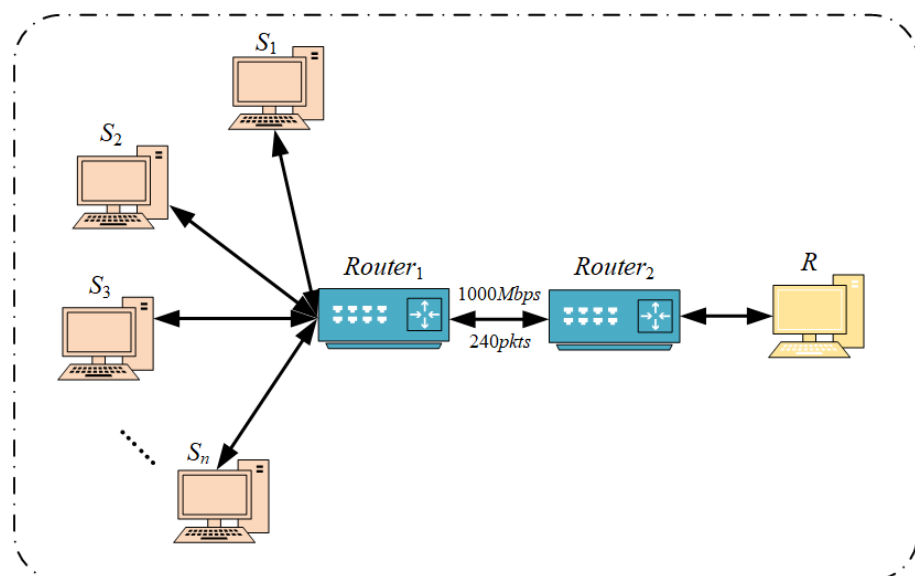 S1
S2
Router1
Router2
R
S3
1000Mbps
240pkts
Sn